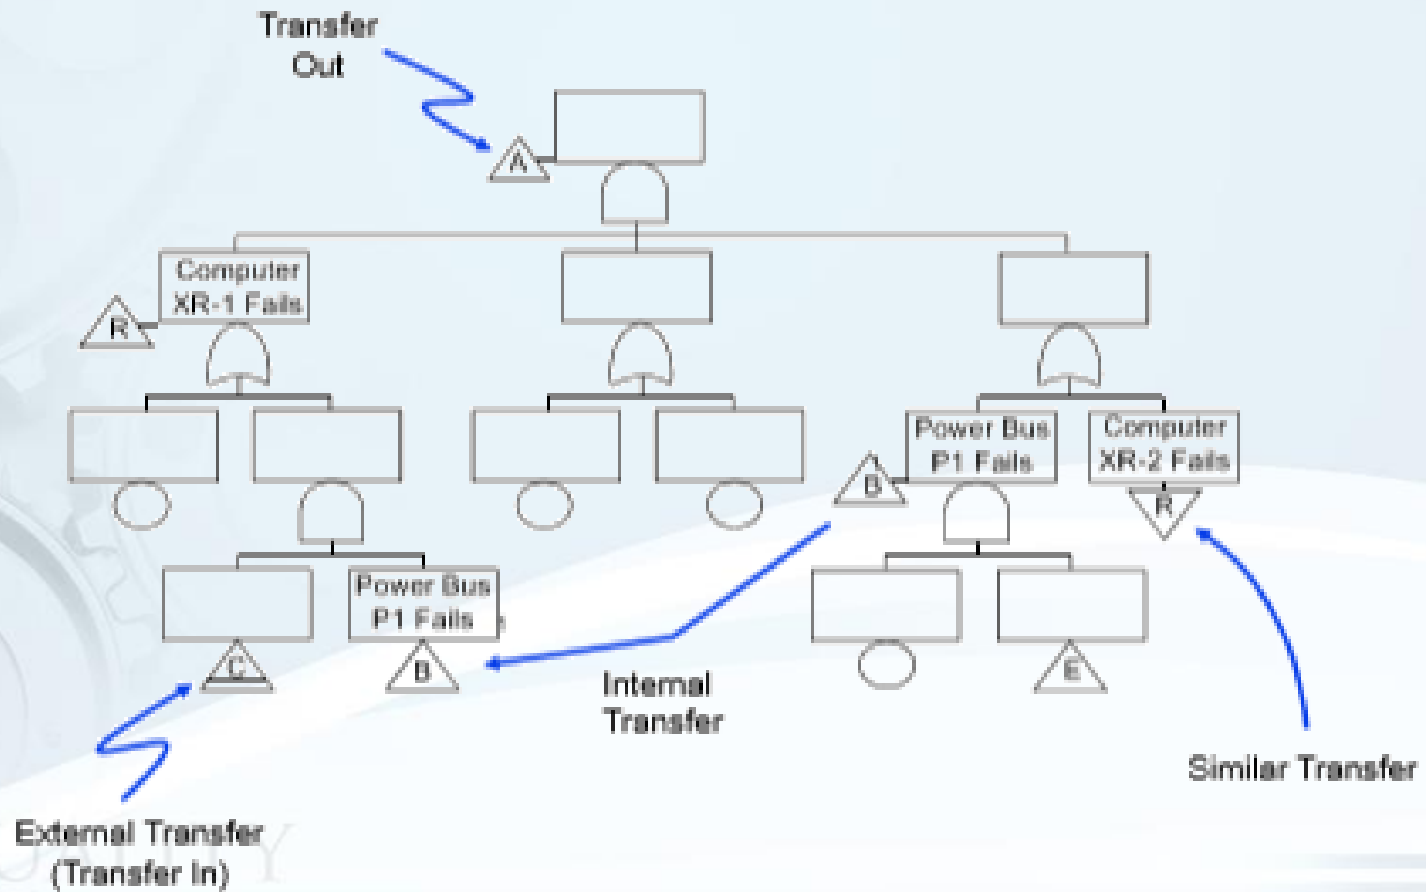 Transfer
Out
A
Computer
XR-1 Fails
R
Power Bus
P1 Fails
B
Computer
XR-2 Fails
R
Power Bus
P1 Fails
C
B
E
Internal
Transfer
Similar Transfer
External Transfer
(Transfer In)